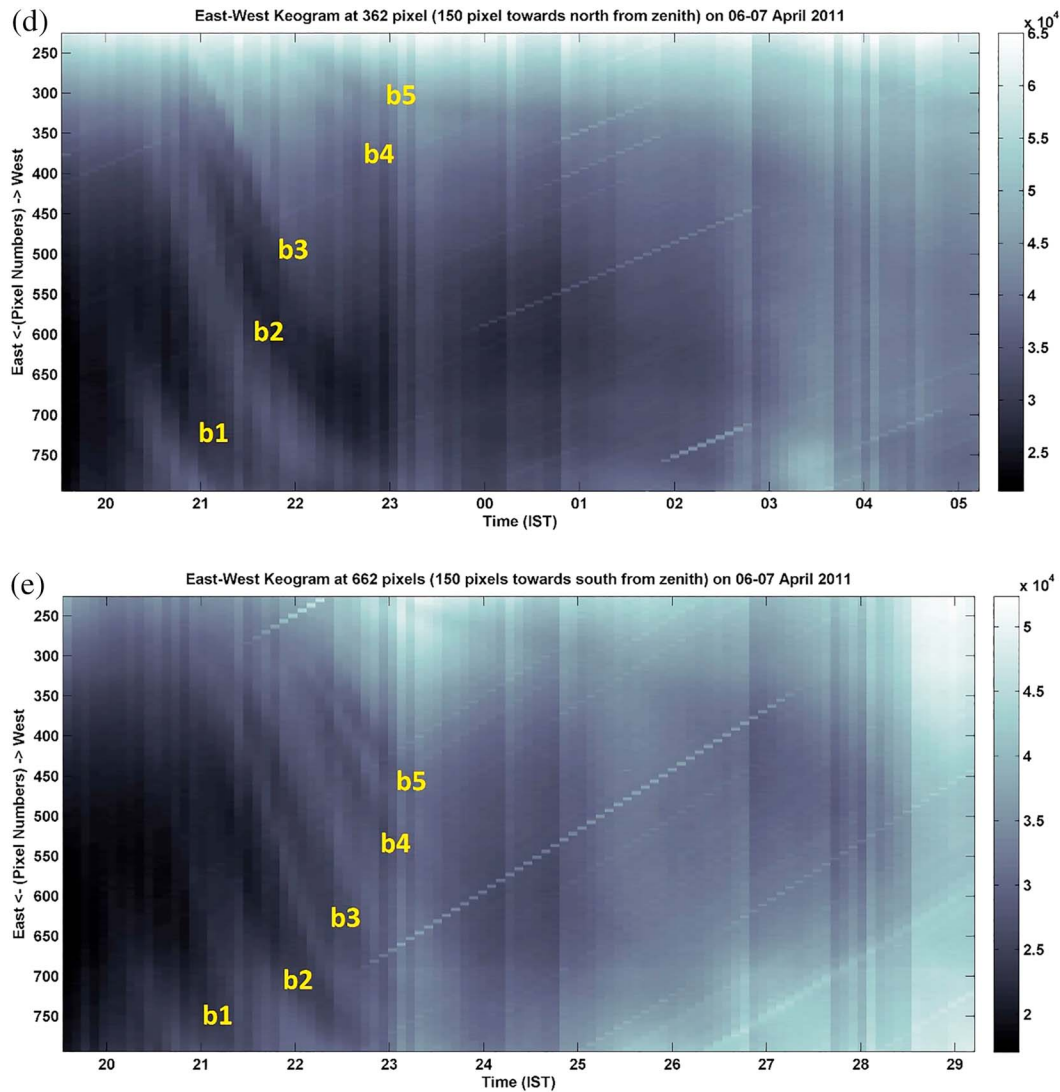 (d)
East-West Keogram at 362 pixel (150 pixel towards north from zenith) on 06-07 April 2011
x 10^4
250
300
350
400
450
500
550
600
650
700
750
East <-(Pixel Numbers) -> West
b5
b4
b3
b2
b1
6.5
6
5.5
5
4.5
4
3.5
3
2.5
20 21 22 23 00 01 02 03 04 05
Time (IST)
(e)
East-West Keogram at 662 pixels (150 pixels towards south from zenith) on 06-07 April 2011
x 10^4
250
300
350
400
450
500
550
600
650
700
750
East <- (Pixel Numbers) -> West
b5
b4
b3
b2
b1
5
4.5
4
3.5
3
2.5
2
20 21 22 23 24 25 26 27 28 29
Time (IST)